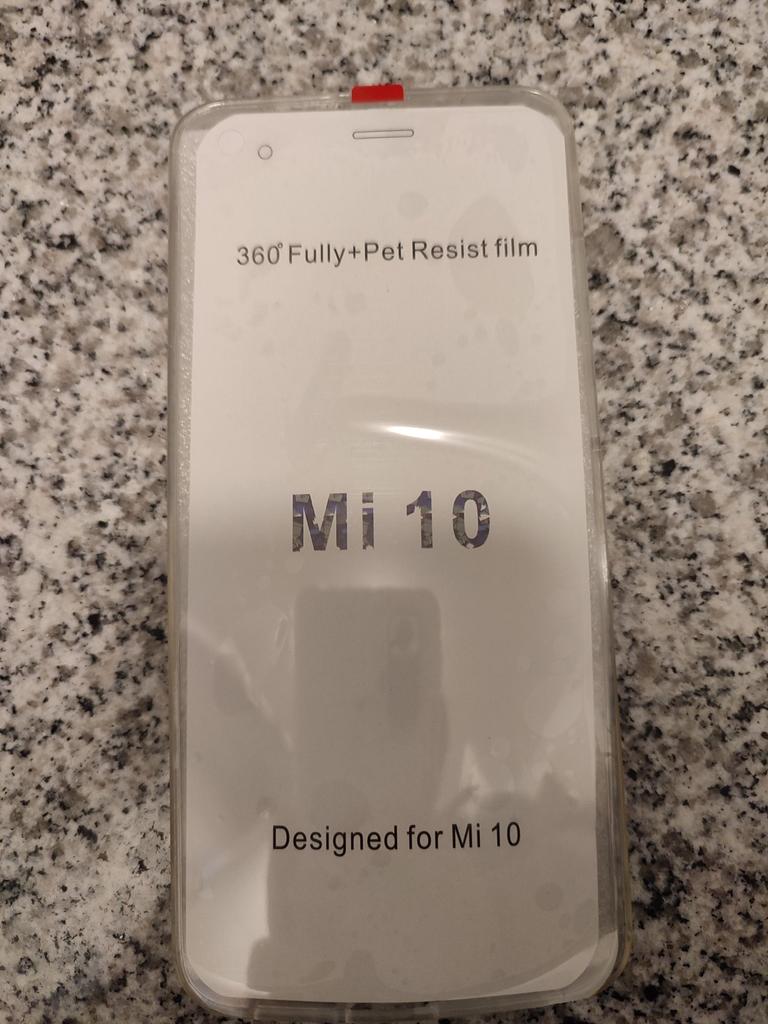 360° Fully+Pet Resist film
Mi 10
Designed for Mi 10